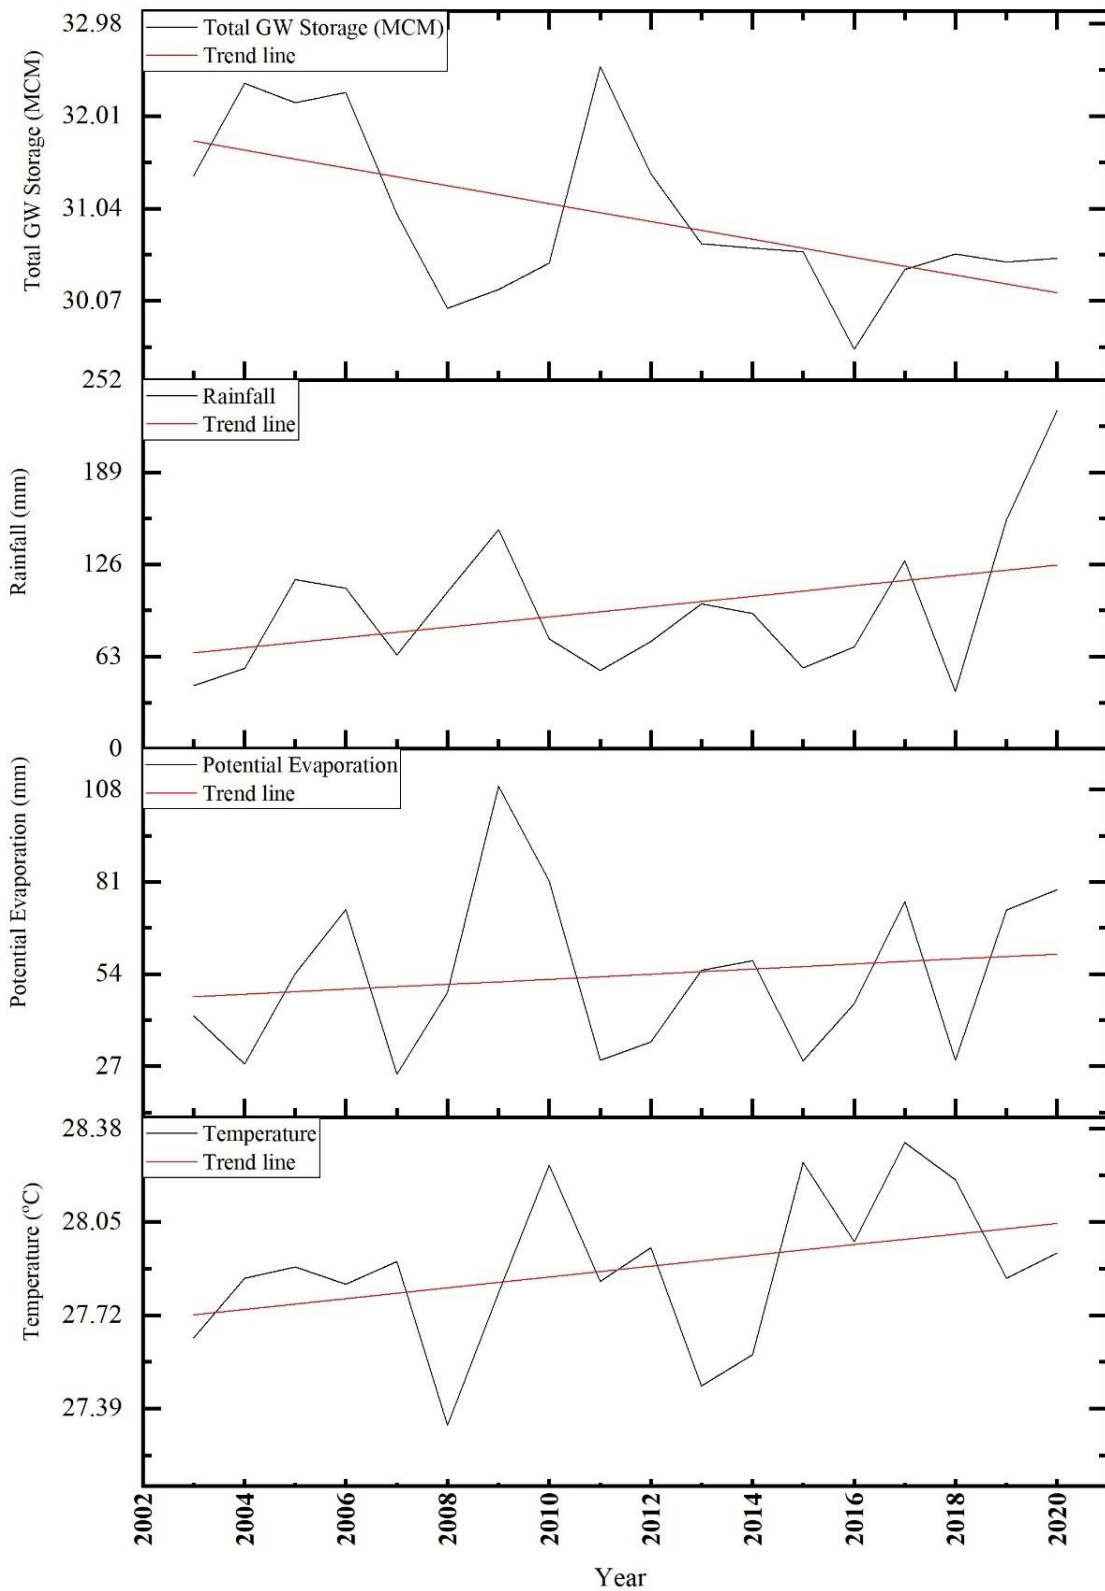 Total GW Storage (MCM)
Trend line
32.98
32.01
31.04
30.07
Total GW Storage (MCM)
252
Rainfall
Trend line
189
126
63
0
Rainfall (mm)
Potential Evaporation
Trend line
108
81
54
27
Potential Evaporation (mm)
Temperature
Trend line
28.38
28.05
27.72
27.39
Temperature (°C)
2002
2004
2006
2008
2010
2012
2014
2016
2018
2020
Year